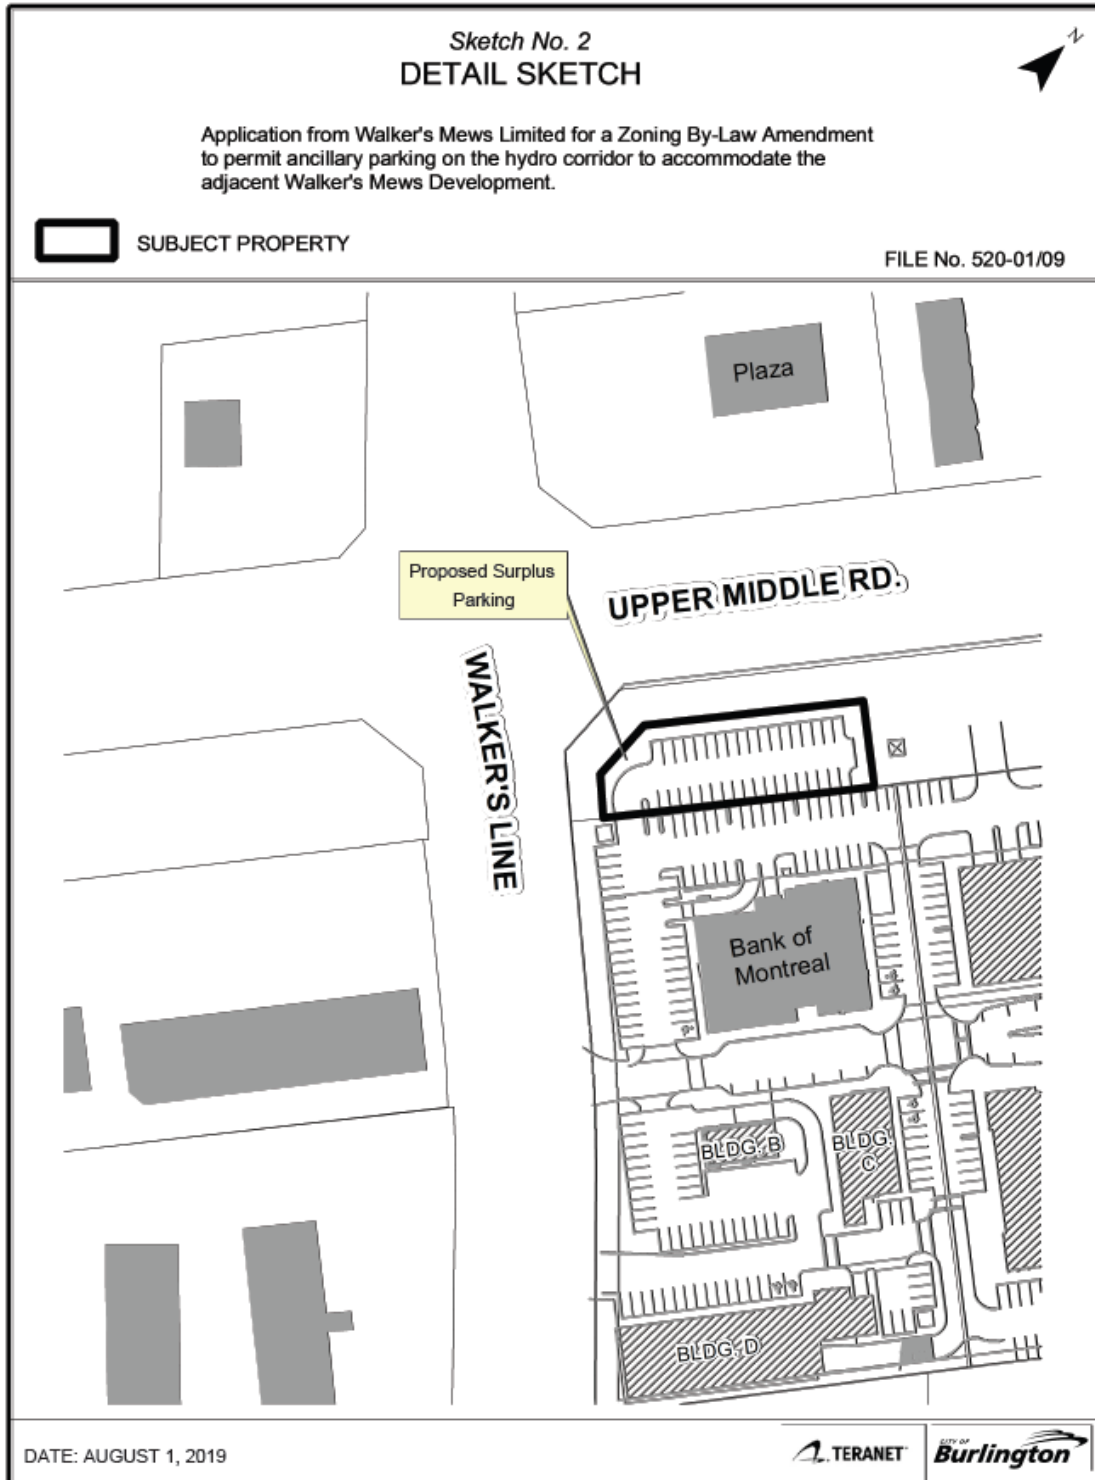 Sketch No. 2
DETAIL SKETCH
N
Application from Walker's Mews Limited for a Zoning By-Law Amendment
to permit ancillary parking on the hydro corridor to accommodate the
adjacent Walker's Mews Development.
SUBJECT PROPERTY
FILE No. 520-01/09
Plaza
Proposed Surplus
Parking
UPPER MIDDLE RD.
WALKER'S LINE
Bank of
Montreal
BLDG. B
BLDG.
C
BLDG. D
DATE: AUGUST 1, 2019
TERANET
CITY OF
Burlington